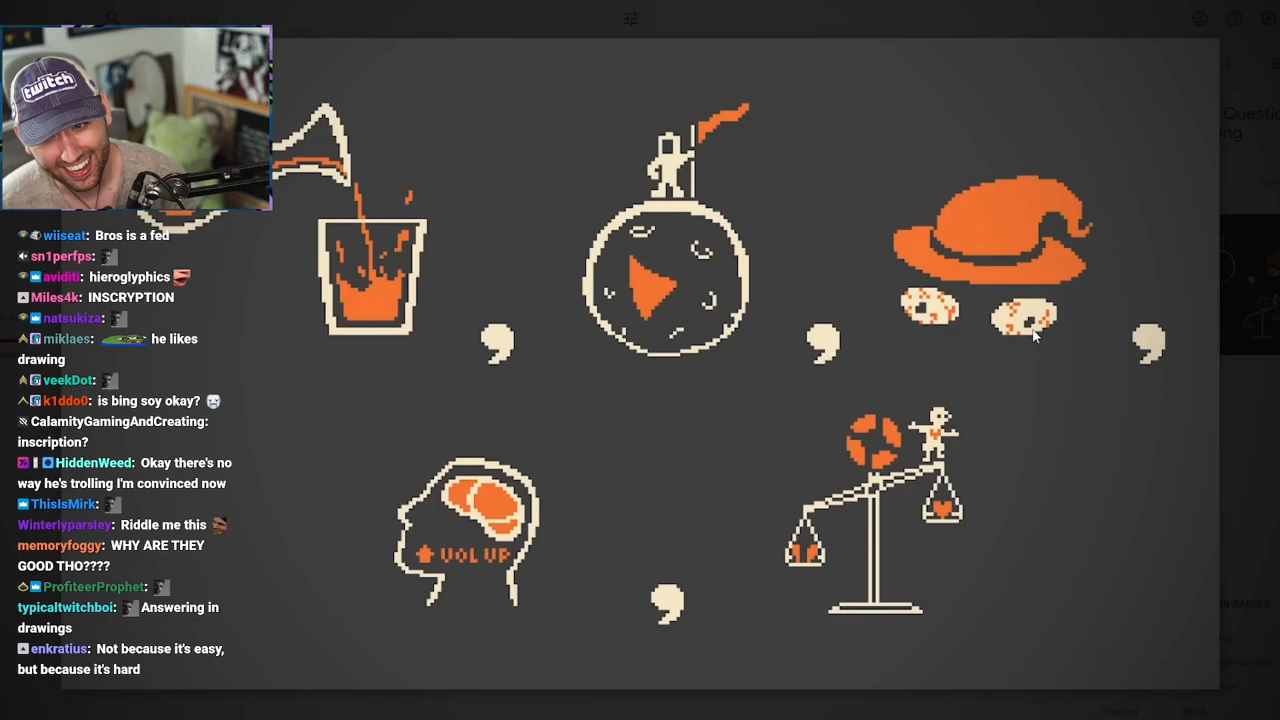 twitch
wiiseat: Bros is a fed
sn1perfps:
aviditi: hieroglyphics
Miles4k: INSCRYPTION
natsukiza:
miklaes: he likes
drawing
veekDot:
k1ddo0: is bing soy okay?
CalamityGamingAndCreating:
inscription?
HiddenWeed: Okay there's no
way he's trolling I'm convinced now
ThisIsMirk:
Winterlyparsley: Riddle me this
memoryfoggy: WHY ARE THEY
GOOD THO????
ProfiteerProphet:
typicaltwitchboi: Answering in
drawings
enkratius: Not because it's easy,
but because it's hard
,
,
,
VOL UP
,
Question
IN IMAGES